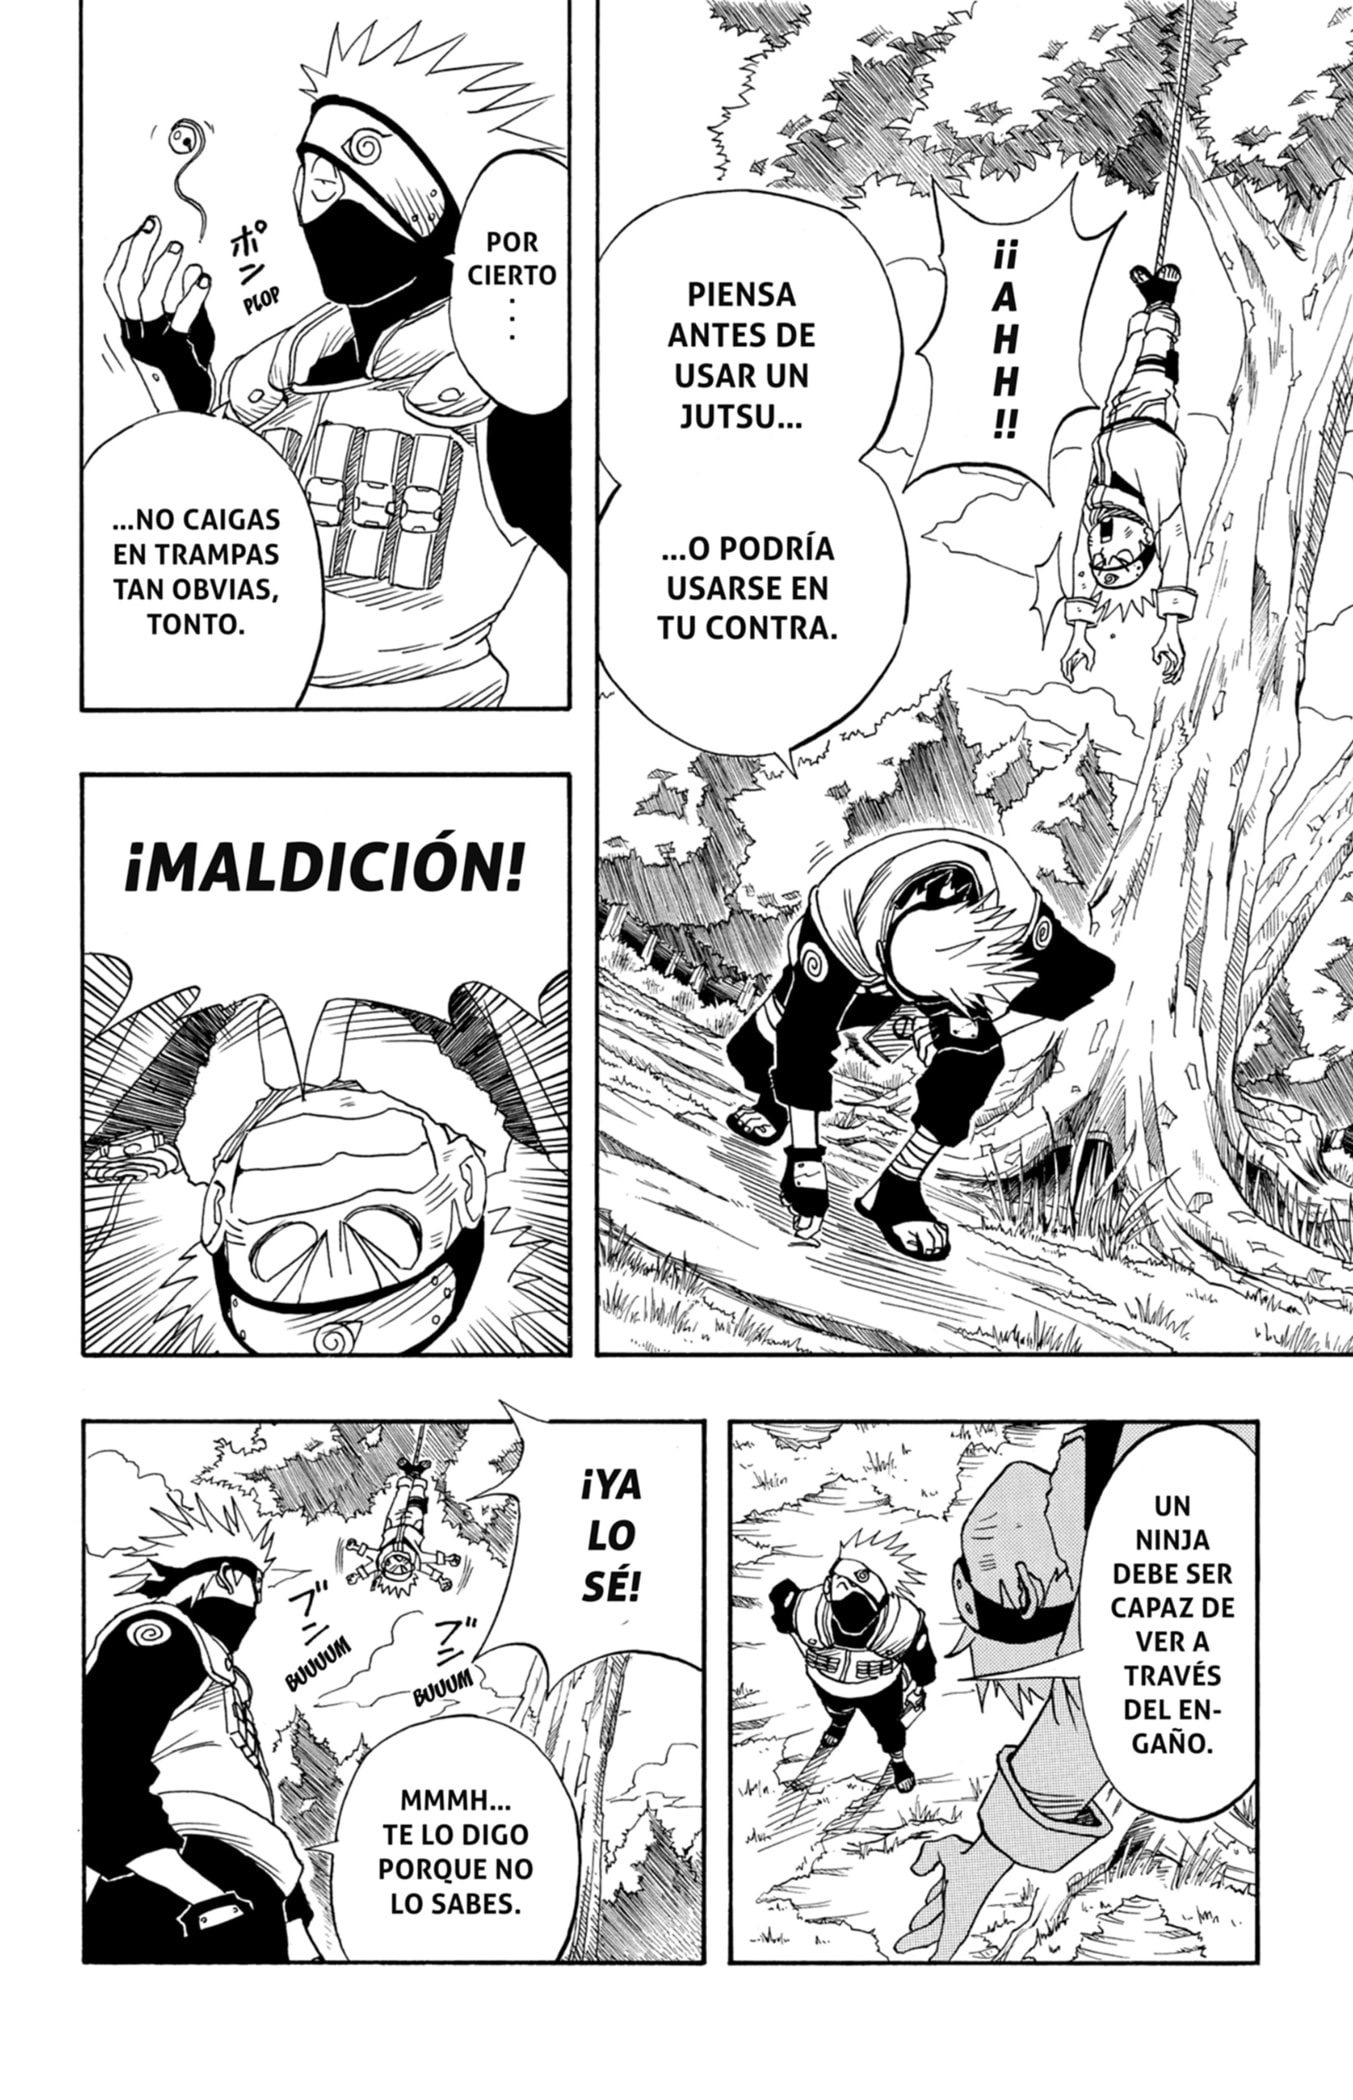 ¡¡
A
H
H
!!
PIENSA
ANTES DE
USAR UN
JUTSU...
...O PODRÍA
USARSE EN
TU CONTRA.
POR
CIERTO
...
ポン
PLOP
...NO CAIGAS
EN TRAMPAS
TAN OBVIAS,
TONTO.
¡MALDICIÓN!
UN
NINJA
DEBE SER
CAPAZ DE
VER A
TRAVÉS
DEL EN-
GAÑO.
¡YA
LO
SÉ!
ブン
BUUUM
ブン
BUUUUM
MMMH...
TE LO DIGO
PORQUE NO
LO SABES.